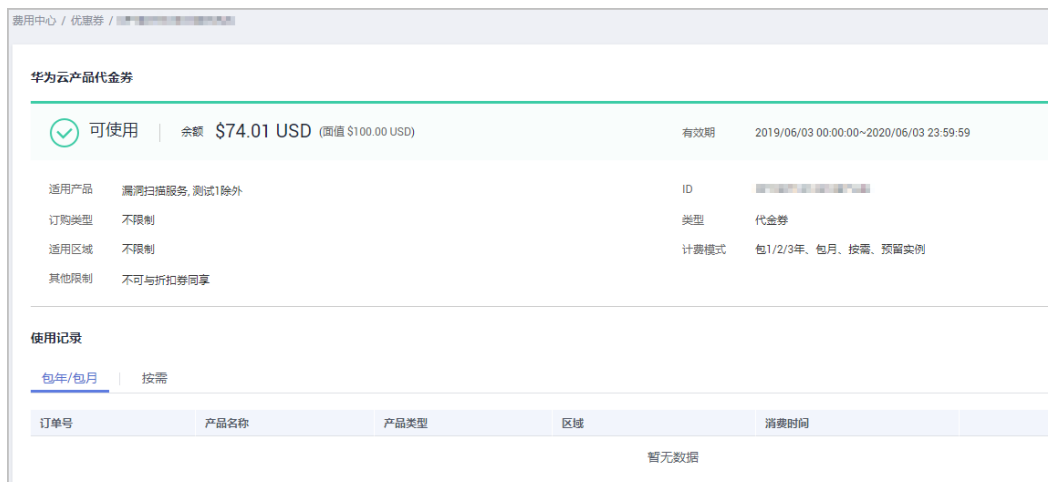 费用中心 / 优惠券 /
华为云产品代金券
可使用 余额 $74.01 USD (面值 $100.00 USD) 有效期 2019/06/03 00:00:00~2020/06/03 23:59:59
适用产品 漏洞扫描服务, 测试1除外 ID
订购类型 不限制 类型 代金券
适用区域 不限制 计费模式 包1/2/3年、包月、按需、预留实例
其他限制 不可与折扣券同享
使用记录
包年/包月 按需
订单号 产品名称 产品类型 区域 消费时间
暂无数据